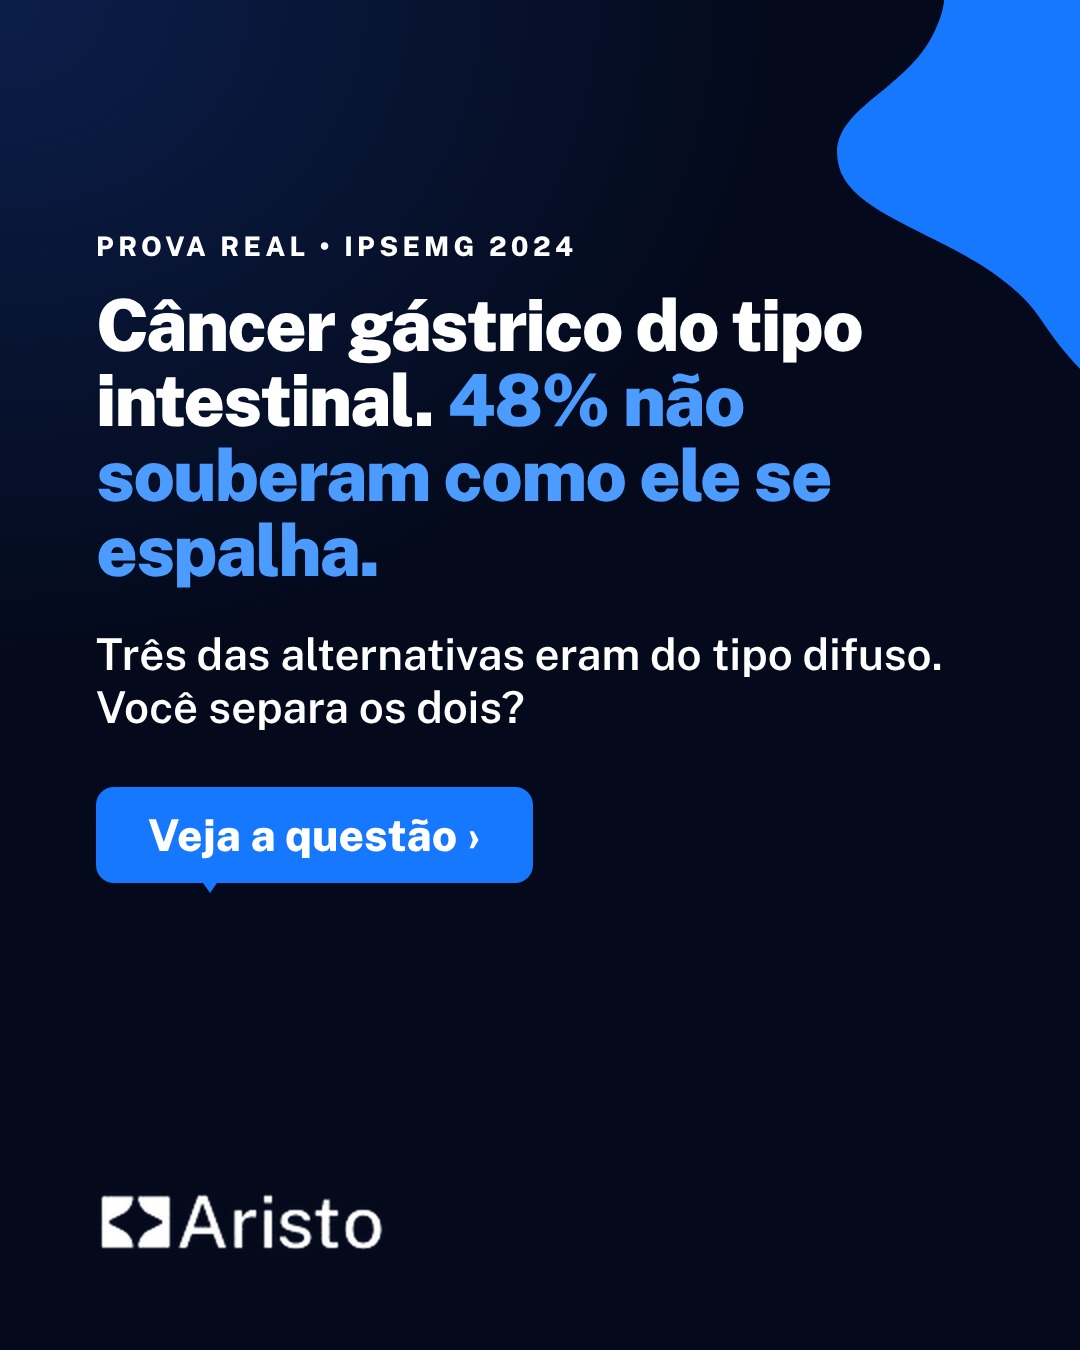 PROVA REAL • IPSEMG 2024
Câncer gástrico do tipo
intestinal. 48% não
souberam como ele se
espalha.
Três das alternativas eram do tipo difuso.
Você separa os dois?
Veja a questão ›
Aristo